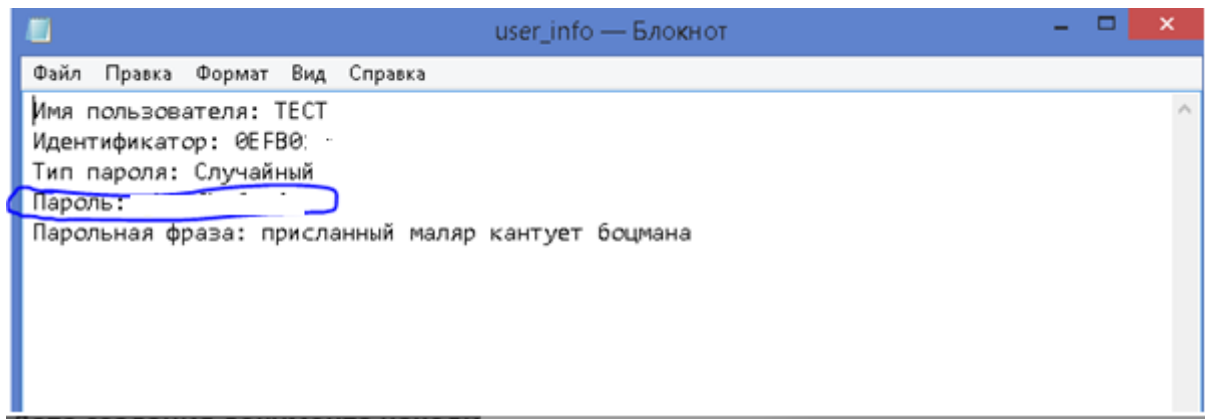 user_info — Блокнот
Файл Правка Формат Вид Справка
Имя пользователя: ТЕСТ
Идентификатор: 0EFB0
Тип пароля: Случайный
Пароль:
Парольная фраза: присланный маляр кантует боцмана